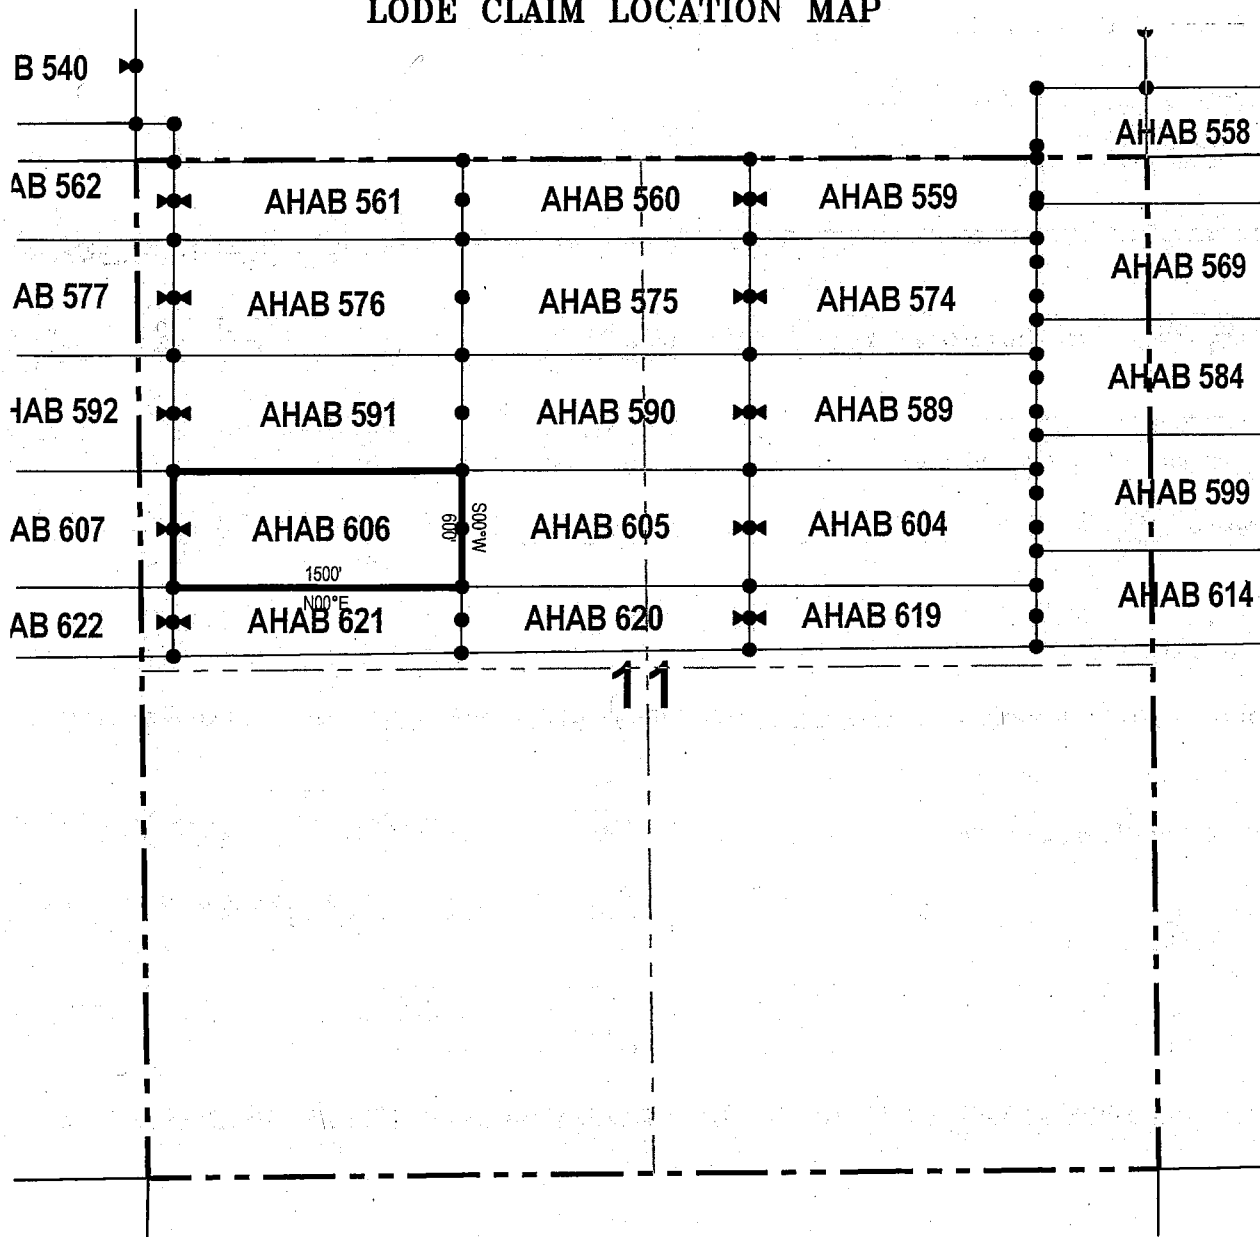 LODE CLAIM LOCATION MAP
B 540
AHAB 558
AB 562
AHAB 561
AHAB 560
AHAB 559
AHAB 569
AB 577
AHAB 576
AHAB 575
AHAB 574
AHAB 584
HAB 592
AHAB 591
AHAB 590
AHAB 589
AHAB 599
AB 607
AHAB 606
600'
S00°W
AHAB 605
AHAB 604
1500'
N00°E
AHAB 614
AB 622
AHAB 621
AHAB 620
AHAB 619
11